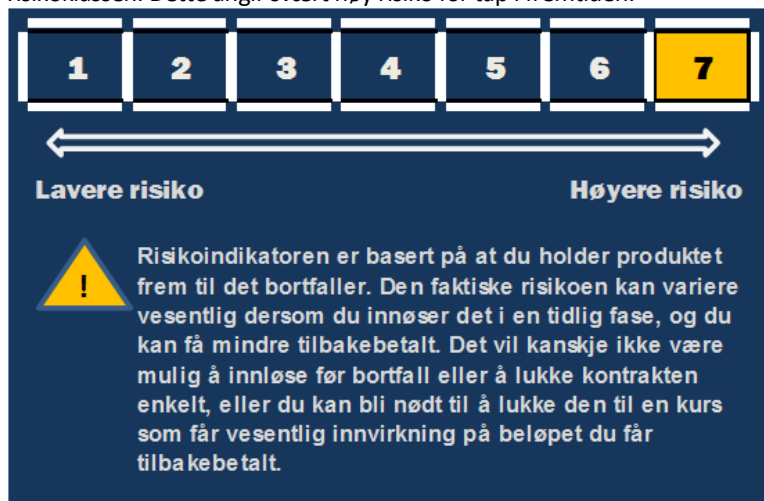 1 2 3 4 5 6 7
Lavere risiko Høyere risiko
! Risikoindikatoren er basert på at du holder produktet
frem til det bortfaller. Den faktiske risikoen kan variere
vesentlig dersom du innøser det i en tidlig fase, og du
kan få mindre tilbakebetalt. Det vil kanskje ikke være
mulig å innløse før bortfall eller å lukke kontrakten
enkelt, eller du kan bli nødt til å lukke den til en kurs
som får vesentlig innvirkning på beløpet du får
tilbakebetalt.